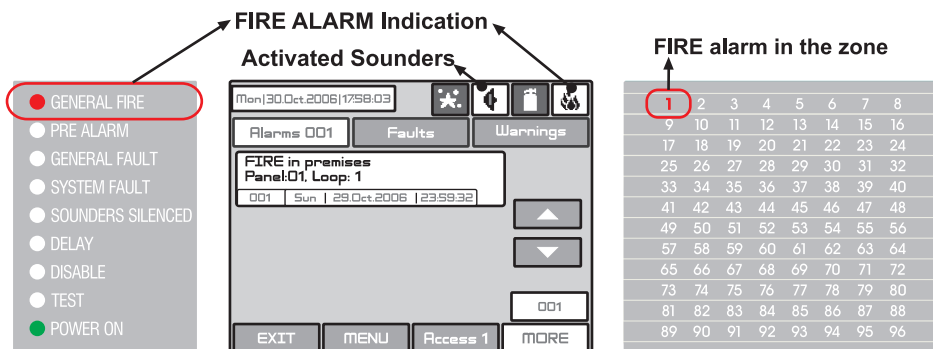 FIRE ALARM Indication
Activated Sounders
FIRE alarm in the zone
GENERAL FIRE
PRE ALARM
GENERAL FAULT
SYSTEM FAULT
SOUNDERS SILENCED
DELAY
DISABLE
TEST
POWER ON
Mon|30.Oct.2006|17:58:03
Alarms 001 Faults Warnings
FIRE in premises
Panel:01, Loop: 1
001 | Sun | 29.Oct.2006 | 23:59:32
001
EXIT MENU Access 1 MORE
1 2 3 4 5 6 7 8
9 10 11 12 13 14 15 16
17 18 19 20 21 22 23 24
25 26 27 28 29 30 31 32
33 34 35 36 37 38 39 40
41 42 43 44 45 46 47 48
49 50 51 52 53 54 55 56
57 58 59 60 61 62 63 64
65 66 67 68 69 70 71 72
73 74 75 76 77 78 79 80
81 82 83 84 85 86 87 88
89 90 91 92 93 94 95 96